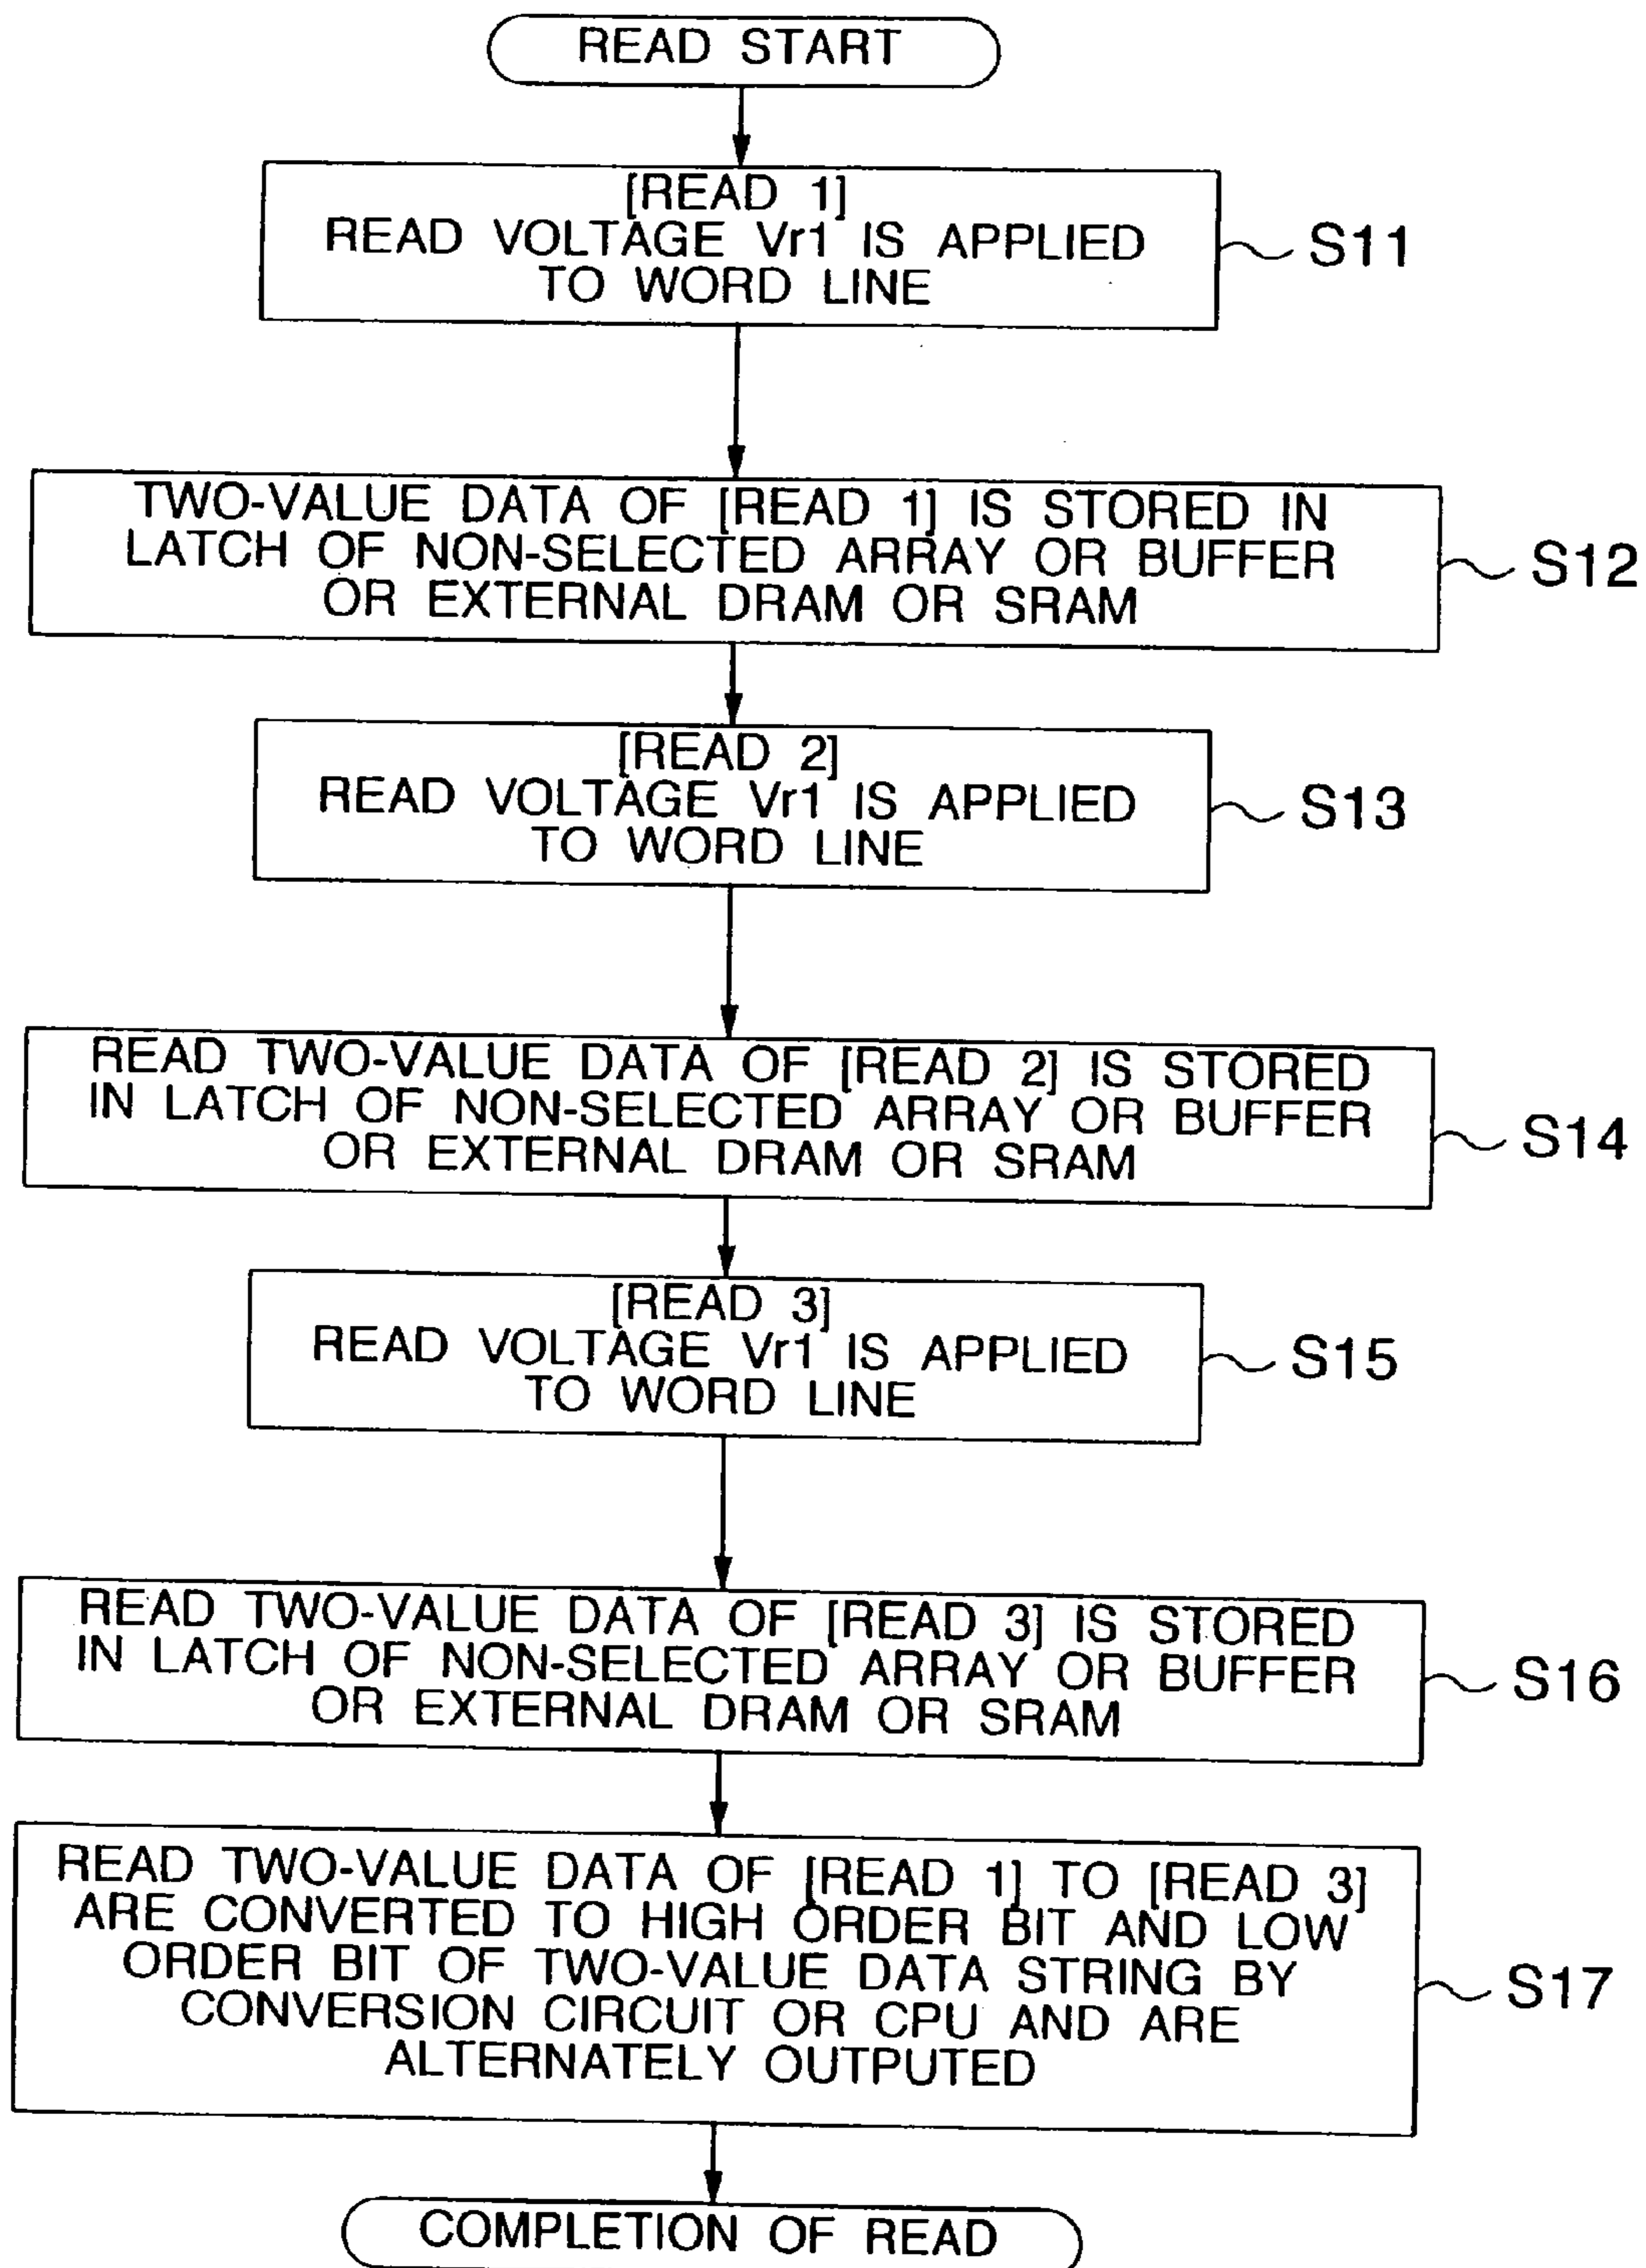 READ START
[READ 1]
READ VOLTAGE Vr1 IS APPLIED
TO WORD LINE
S11
TWO-VALUE DATA OF [READ 1] IS STORED IN
LATCH OF NON-SELECTED ARRAY OR BUFFER
OR EXTERNAL DRAM OR SRAM
S12
[READ 2]
READ VOLTAGE Vr1 IS APPLIED
TO WORD LINE
S13
READ TWO-VALUE DATA OF [READ 2] IS STORED
IN LATCH OF NON-SELECTED ARRAY OR BUFFER
OR EXTERNAL DRAM OR SRAM
S14
[READ 3]
READ VOLTAGE Vr1 IS APPLIED
TO WORD LINE
S15
READ TWO-VALUE DATA OF [READ 3] IS STORED
IN LATCH OF NON-SELECTED ARRAY OR BUFFER
OR EXTERNAL DRAM OR SRAM
S16
READ TWO-VALUE DATA OF [READ 1] TO [READ 3]
ARE CONVERTED TO HIGH ORDER BIT AND LOW
ORDER BIT OF TWO-VALUE DATA STRING BY
CONVERSION CIRCUIT OR CPU AND ARE
ALTERNATELY OUTPUTED
S17
COMPLETION OF READ